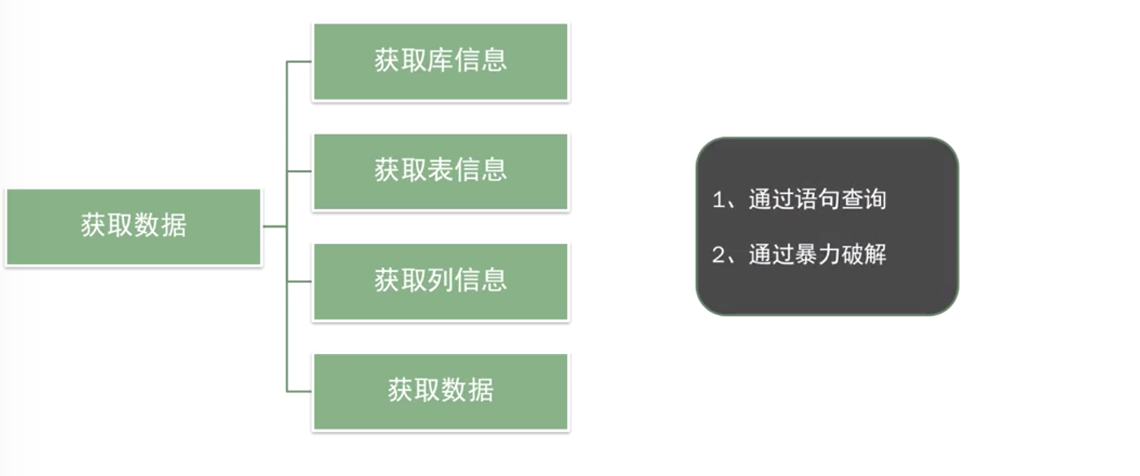 获取数据
获取库信息
获取表信息
获取列信息
获取数据
1、通过语句查询
2、通过暴力破解